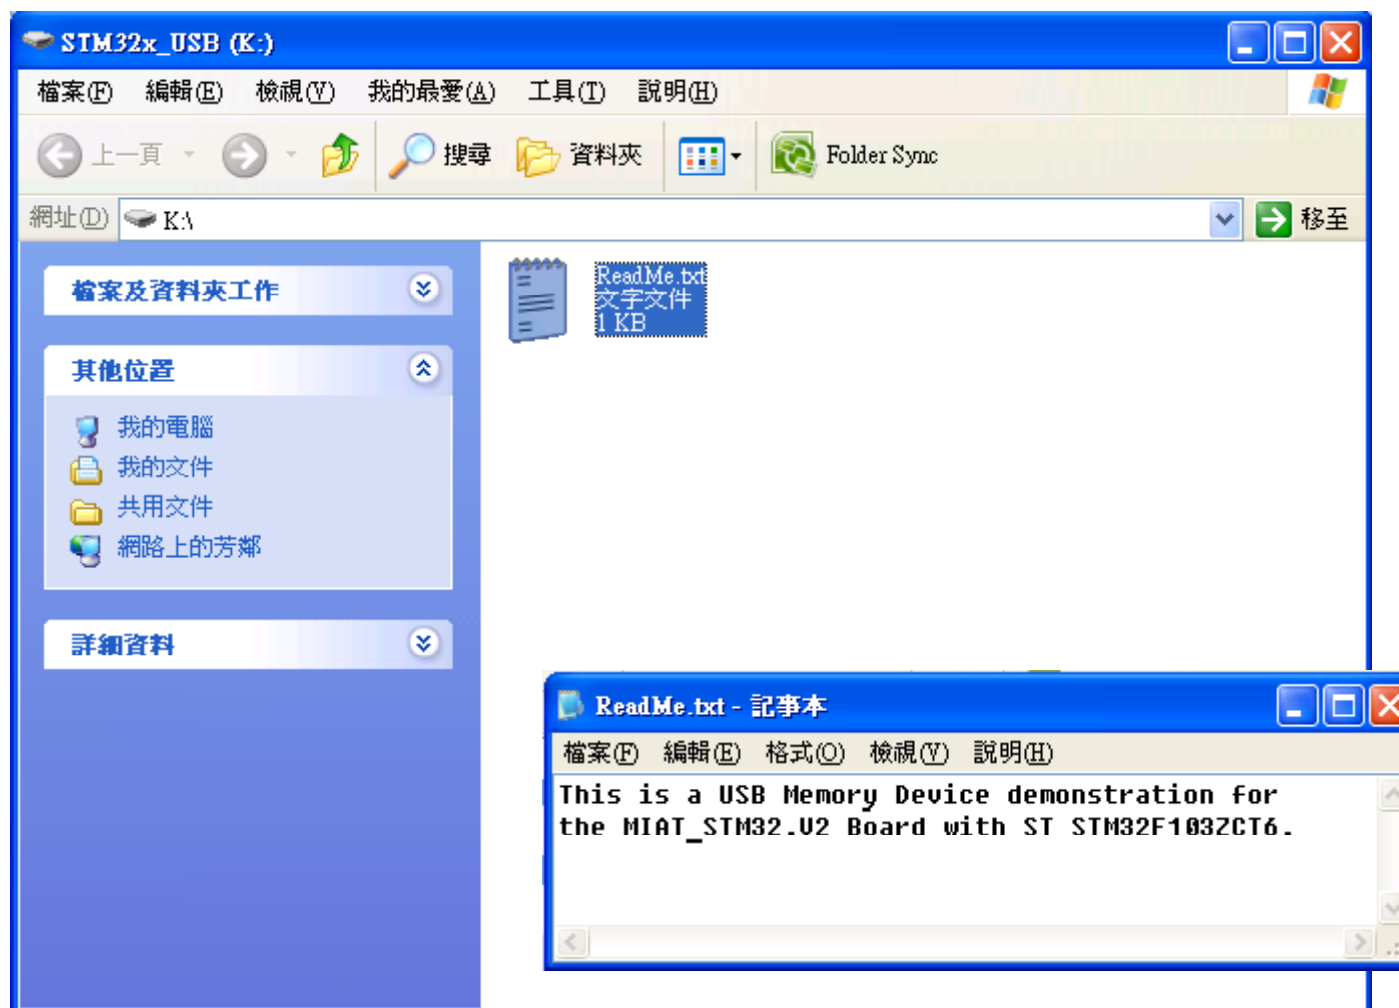 STM32x_USB (K:)
檔案(F) 編輯(E) 檢視(V) 我的最愛(A) 工具(T) 說明(H)
上一頁 搜尋 資料夾 Folder Sync
網址(D) K:\ 移至
檔案及資料夾工作
其他位置
我的電腦
我的文件
共用文件
網路上的芳鄰
詳細資料
ReadMe.txt
文字文件
1 KB
ReadMe.txt - 記事本
檔案(F) 編輯(E) 格式(O) 檢視(V) 說明(H)
This is a USB Memory Device demonstration for
the MIAT_STM32.V2 Board with ST STM32F103ZCT6.